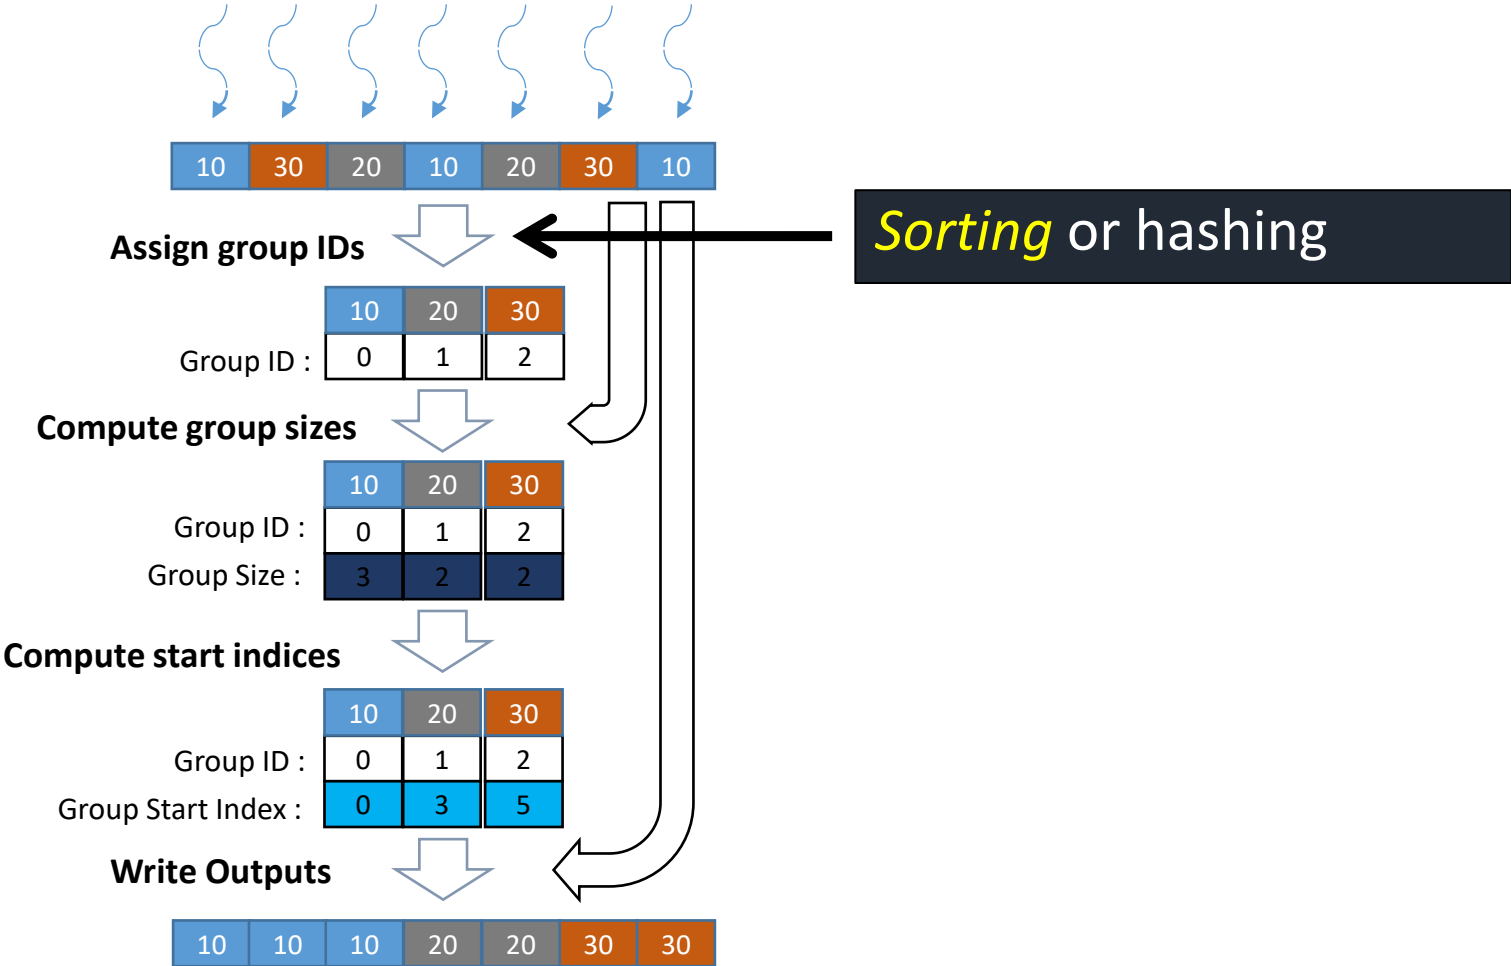 10 30 20 10 20 30 10
Sorting or hashing
Assign group IDs
10 20 30
Group ID : 0 1 2
Compute group sizes
10 20 30
Group ID : 0 1 2
Group Size : 3 2 2
Compute start indices
10 20 30
Group ID : 0 1 2
Group Start Index : 0 3 5
Write Outputs
10 10 10 20 20 30 30